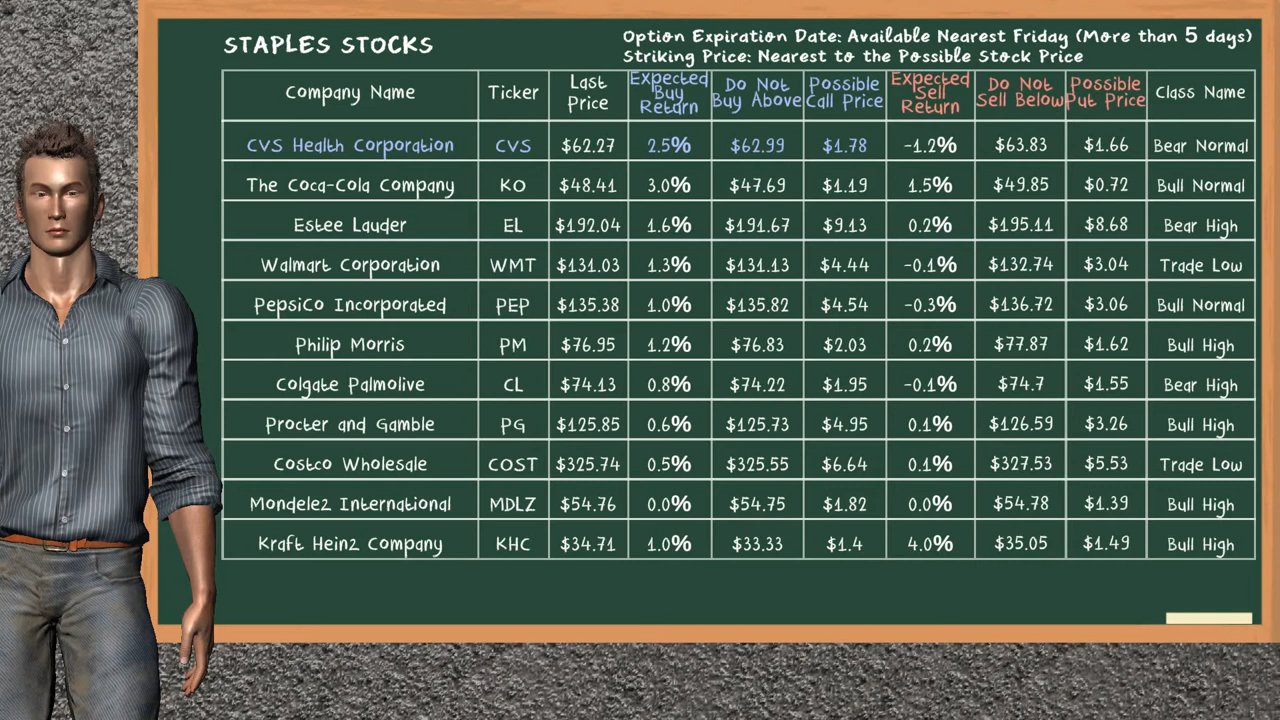 STAPLES STOCKS
Option Expiration Date: Available Nearest Friday (More than 5 days)
Striking Price: Nearest to the Possible Stock Price
Company Name Ticker Last Price Expected Buy Return Do Not Buy Above Possible Call Price Expected Sell Return Do Not Sell Below Possible Put Price Class Name
CVS Health Corporation CVS $62.27 2.5% $62.99 $1.78 -1.2% $63.83 $1.66 Bear Normal
The Coca-Cola Company KO $48.41 3.0% $47.69 $1.19 1.5% $49.85 $0.72 Bull Normal
Estee Lauder EL $192.04 1.6% $191.67 $9.13 0.2% $195.11 $8.68 Bear High
Walmart Corporation WMT $131.03 1.3% $131.13 $4.44 -0.1% $132.74 $3.04 Trade Low
PepsiCo Incorporated PEP $135.38 1.0% $135.82 $4.54 -0.3% $136.72 $3.06 Bull Normal
Philip Morris PM $76.95 1.2% $76.83 $2.03 0.2% $77.87 $1.62 Bull High
Colgate Palmolive CL $74.13 0.8% $74.22 $1.95 -0.1% $74.7 $1.55 Bear High
Procter and Gamble PG $125.85 0.6% $125.73 $4.95 0.1% $126.59 $3.26 Bull High
Costco Wholesale COST $325.74 0.5% $325.55 $6.64 0.1% $327.53 $5.53 Trade Low
Mondelez International MDLZ $54.76 0.0% $54.75 $1.82 0.0% $54.78 $1.39 Bull High
Kraft Heinz Company KHC $34.71 1.0% $33.33 $1.4 4.0% $35.05 $1.49 Bull High